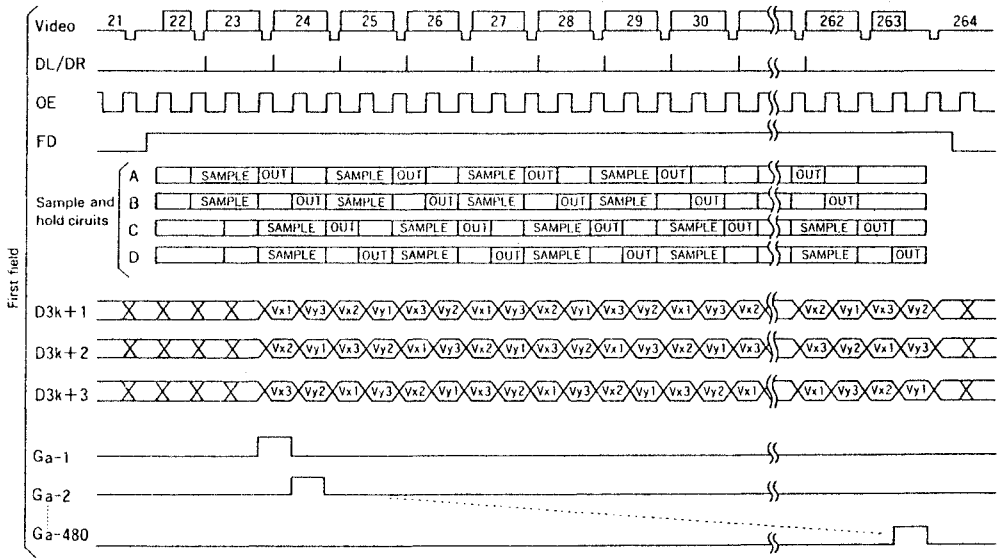 Video 21 22 23 24 25 26 27 28 29 30 262 263 264
DL/DR
OE
FD
Sample and
hold ciruits
A SAMPLE OUT SAMPLE OUT SAMPLE OUT SAMPLE OUT OUT
B SAMPLE OUT SAMPLE OUT SAMPLE OUT SAMPLE OUT OUT
C SAMPLE OUT SAMPLE OUT SAMPLE OUT SAMPLE OUT SAMPLE OUT
D SAMPLE OUT SAMPLE OUT SAMPLE OUT SAMPLE SAMPLE OUT
First field
D3k+1 Vx1 Vy3 Vx2 Vy1 Vx3 Vy2 Vx1 Vy3 Vx2 Vy1 Vx3 Vy2 Vx1 Vy3 Vx2 Vx2 Vy1 Vx3 Vy2
D3k+2 Vx2 Vy1 Vx3 Vy2 Vx1 Vy3 Vx2 Vy1 Vx3 Vy2 Vx1 Vy3 Vx2 Vy1 Vx3 Vx3 Vy2 Vx1 Vy3
D3k+3 Vx3 Vy2 Vx1 Vy3 Vx2 Vy1 Vx3 Vy2 Vx1 Vy3 Vx2 Vy1 Vx3 Vy2 Vx1 Vx1 Vy3 Vx2 Vy1
Ga-1
Ga-2
Ga-480